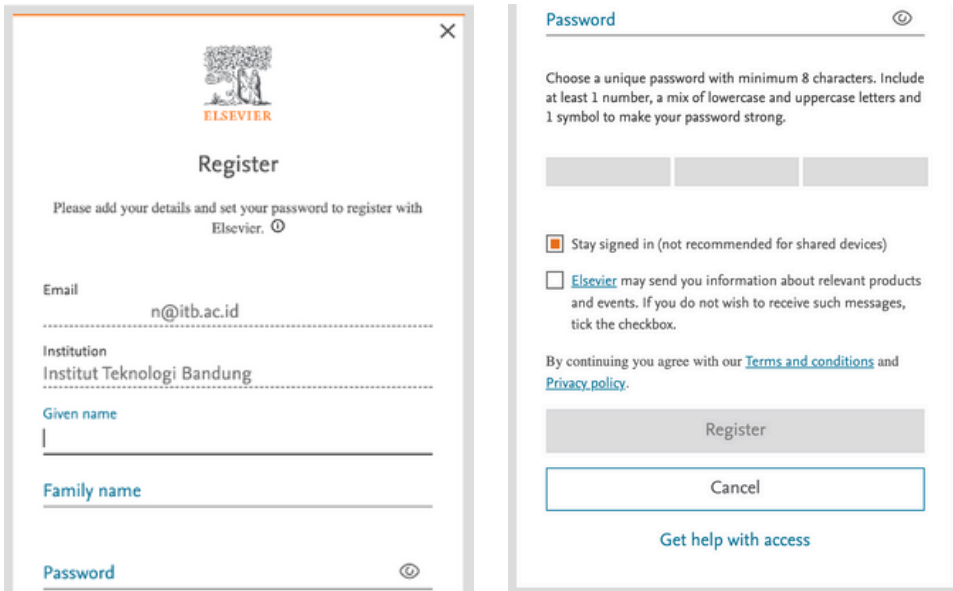 ELSEVIER
Register
Please add your details and set your password to register with
Elsevier.
Email
n@itb.ac.id
Institution
Institut Teknologi Bandung
Given name
Family name
Password
Password
Choose a unique password with minimum 8 characters. Include
at least 1 number, a mix of lowercase and uppercase letters and
1 symbol to make your password strong.
Stay signed in (not recommended for shared devices)
Elsevier may send you information about relevant products
and events. If you do not wish to receive such messages,
tick the checkbox.
By continuing you agree with our Terms and conditions and
Privacy policy.
Register
Cancel
Get help with access